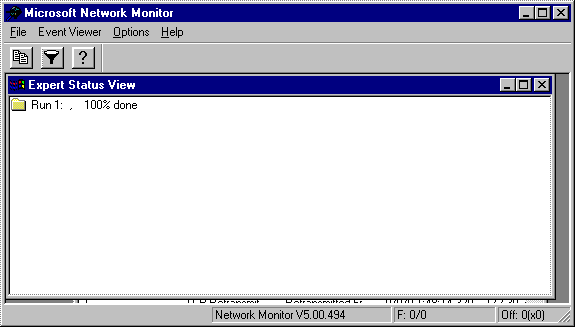 Microsoft Network Monitor
File Event Viewer Options Help
Expert Status View
Run 1: , 100% done
Network Monitor V5.00.494 F: 0/0 Off: 0(x0)